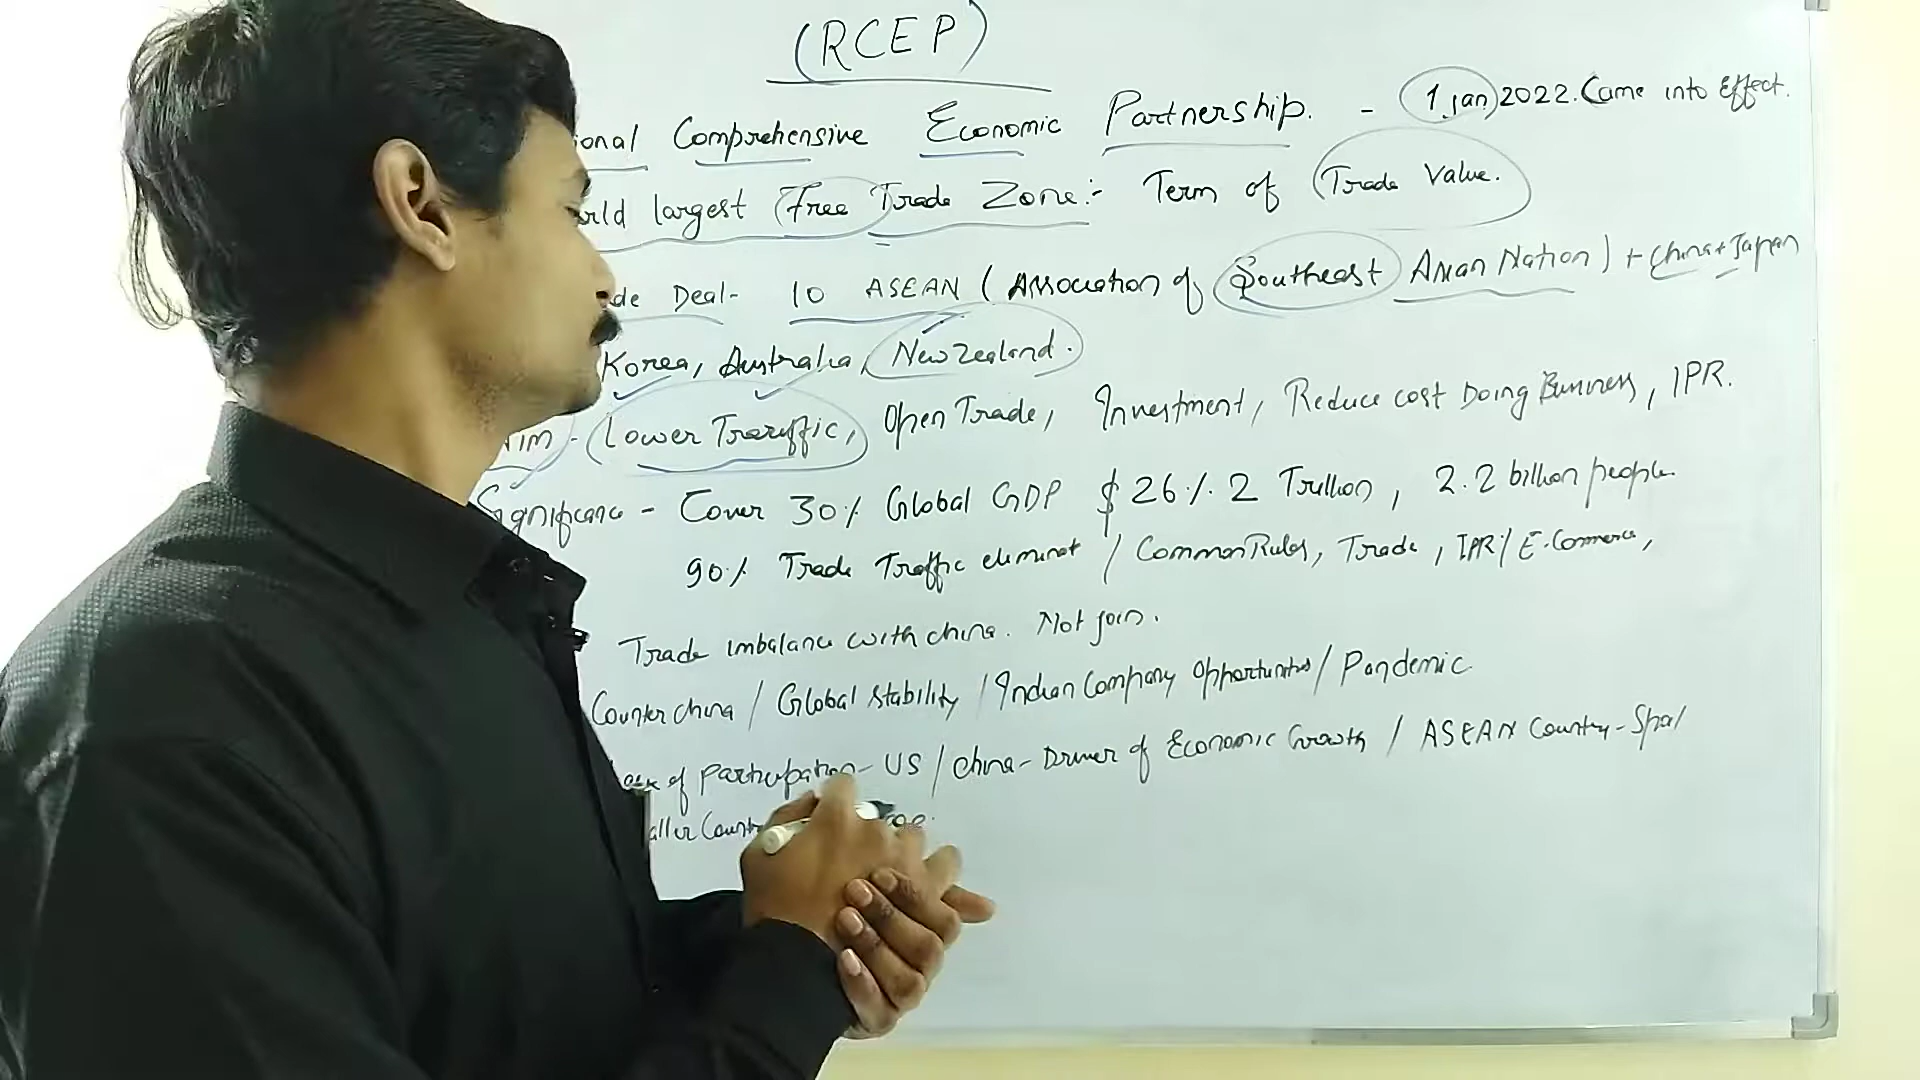 (RCEP)
ional Comprehensive Economic Partnership. - 1 Jan 2022. Came into Effect.
rld largest Free Trade Zone:- Term of (Trade Value.
de Deal- 10 ASEAN (Association of Southeast Asian Nation) + China + Japan
Korea, Australia, New Zealand.
Aim - Lower Trariffic, Open Trade, Investment, Reduce cost Doing Business, IPR.
Significance - Cover 30% Global GDP $26%.2 Trillion, 2.2 billion people.
90% Trade Traffic eliminat / Common Rules, Trade, IPR / E-Commerce,
Trade imbalance with china. Not join.
Counter china / Global stability / Indian Company Opportunities / Pandemic
of Participation - US / China - Driver of Economic Growth / ASEAN Country -
aller Count